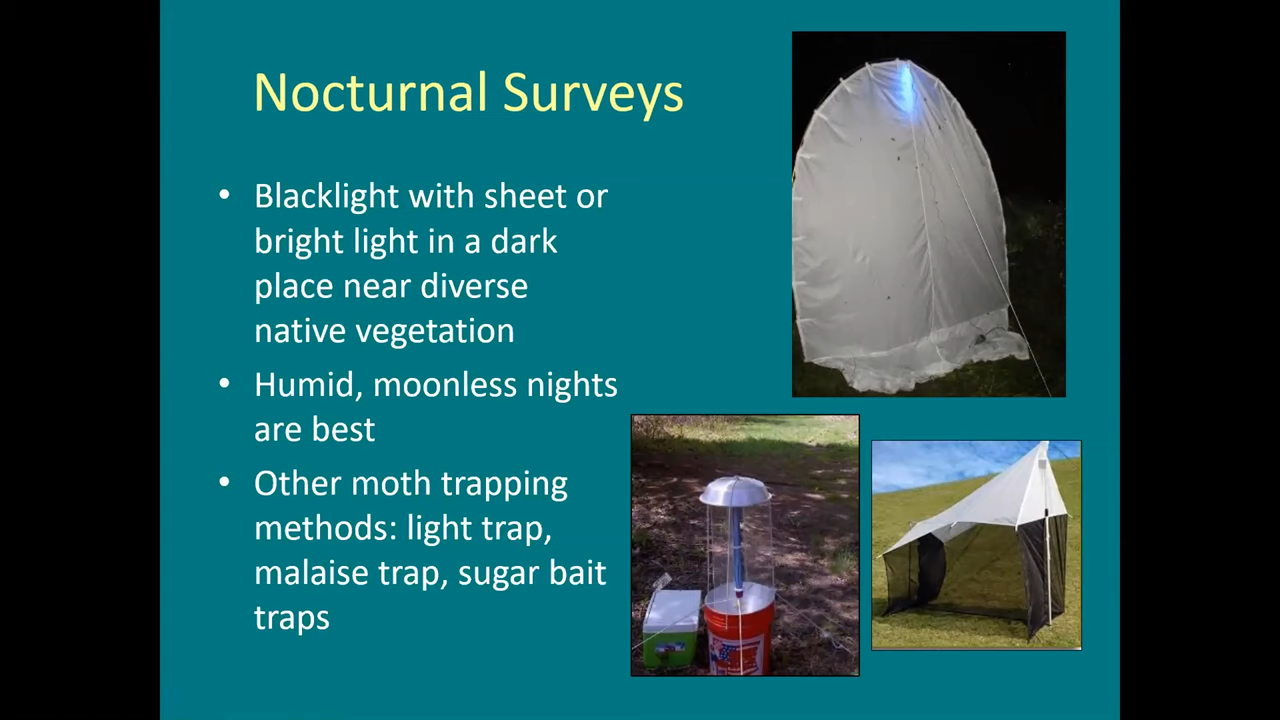 Nocturnal Surveys
• Blacklight with sheet or
bright light in a dark
place near diverse
native vegetation
• Humid, moonless nights
are best
• Other moth trapping
methods: light trap,
malaise trap, sugar bait
traps